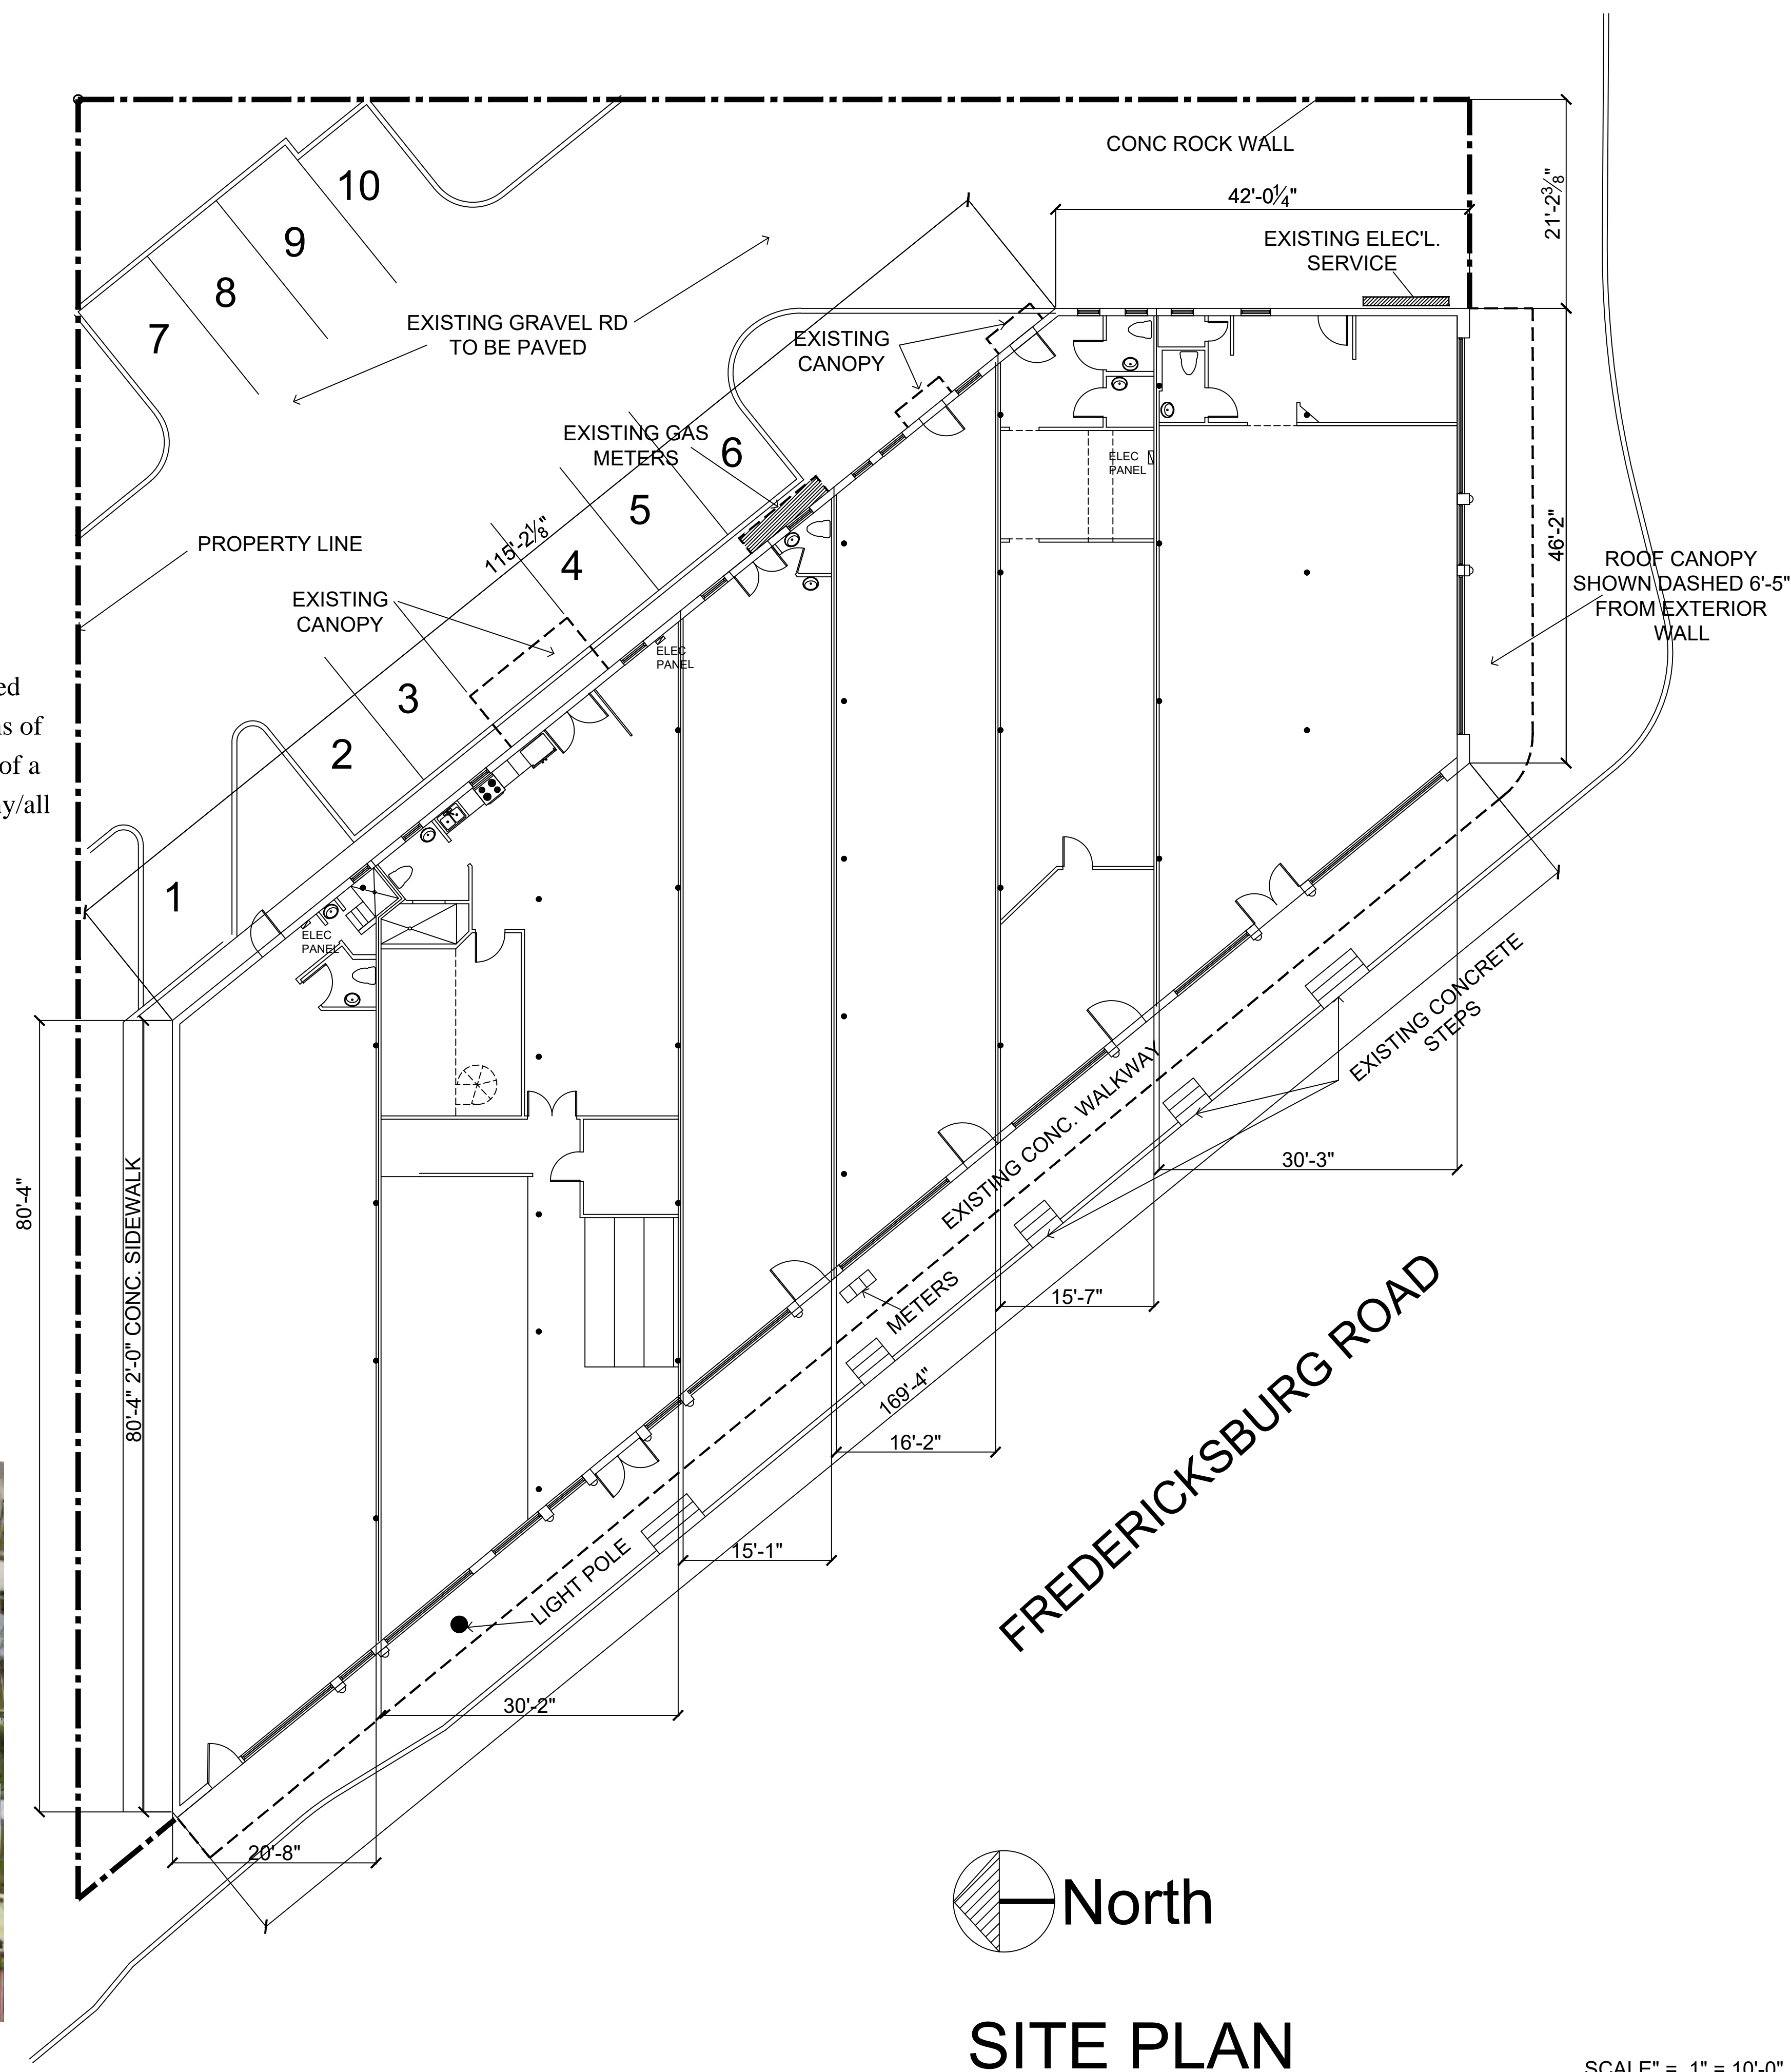 CONC ROCK WALL
42'-0¼"
21'-2⅜"
10
9
8
7
EXISTING ELEC'L.
SERVICE
EXISTING GRAVEL RD
TO BE PAVED
EXISTING
CANOPY
EXISTING GAS
METERS
6
5
4
115'-2⅛"
ELEC
PANEL
46'-2"
PROPERTY LINE
ROOF CANOPY
SHOWN DASHED 6'-5"
FROM EXTERIOR
WALL
EXISTING
CANOPY
ELEC
PANEL
3
2
1
ed
s of
of a
y/all
ELEC
PANEL
EXISTING CONCRETE
STEPS
EXISTING CONC. WALKWAY
80'-4"
80'-4" 2'-0" CONC. SIDEWALK
30'-3"
METERS
15'-7"
169'-4"
16'-2"
FREDERICKSBURG ROAD
15'-1"
LIGHT POLE
30'-2"
20'-8"
North
SITE PLAN
SCALE" = 1" = 10'-0"